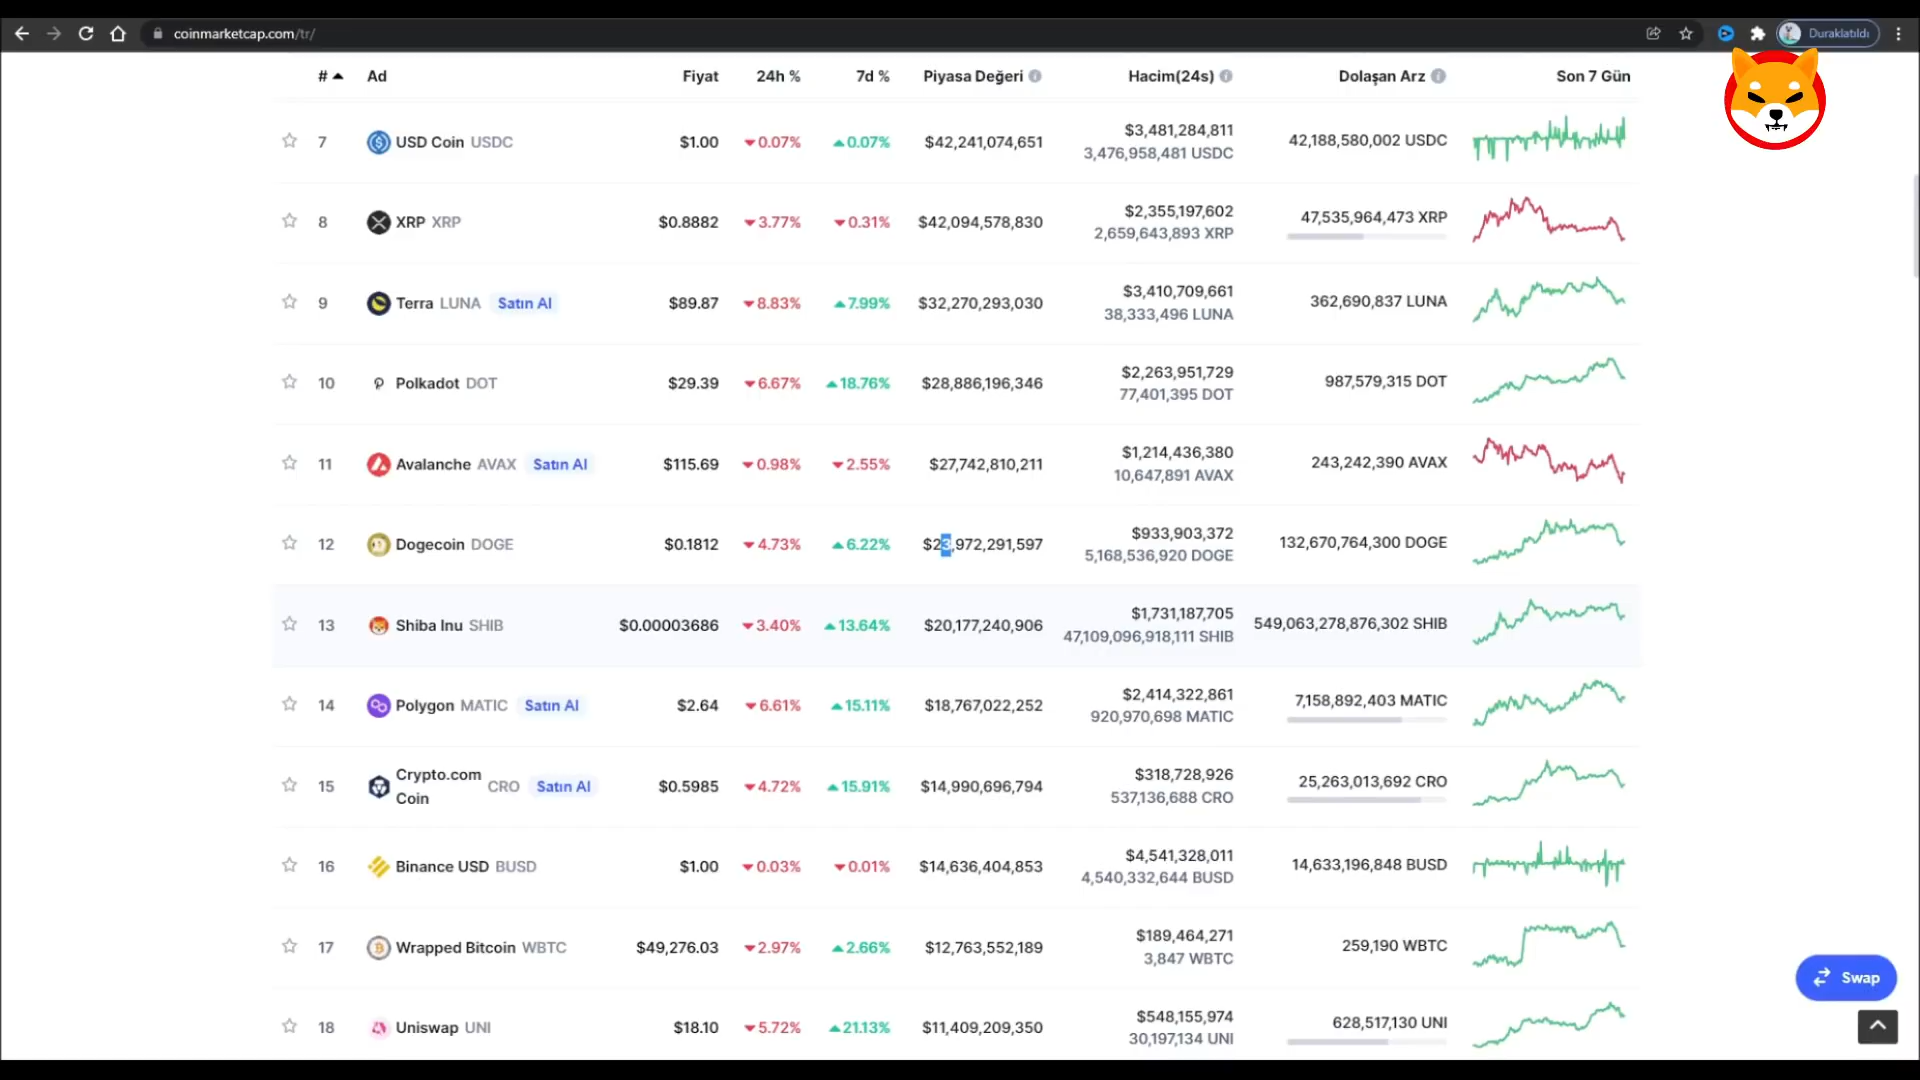 coinmarketcap.com/tr/
Duraklatıldı
# Ad Fiyat 24h % 7d % Piyasa Değeri Hacim(24s) Dolaşan Arz Son 7 Gün
7 USD Coin USDC $1.00 0.07% 0.07% $42,241,074,651 $3,481,284,811 42,188,580,002 USDC
3,476,958,481 USDC
8 XRP XRP $0.8882 3.77% 0.31% $42,094,578,830 $2,355,197,602 47,535,964,473 XRP
2,659,643,893 XRP
9 Terra LUNA Satın Al $89.87 8.83% 7.99% $32,270,293,030 $3,410,709,661 362,690,837 LUNA
38,333,496 LUNA
10 Polkadot DOT $29.39 6.67% 18.76% $28,886,196,346 $2,263,951,729 987,579,315 DOT
77,401,395 DOT
11 Avalanche AVAX Satın Al $115.69 0.98% 2.55% $27,742,810,211 $1,214,436,380 243,242,390 AVAX
10,647,891 AVAX
12 Dogecoin DOGE $0.1812 4.73% 6.22% $23,972,291,597 $933,903,372 132,670,764,300 DOGE
5,168,536,920 DOGE
13 Shiba Inu SHIB $0.00003686 3.40% 13.64% $20,177,240,906 $1,731,187,705 549,063,278,876,302 SHIB
47,109,096,918,111 SHIB
14 Polygon MATIC Satın Al $2.64 6.61% 15.11% $18,767,022,252 $2,414,322,861 7,158,892,403 MATIC
920,970,698 MATIC
15 Crypto.com Coin CRO Satın Al $0.5985 4.72% 15.91% $14,990,696,794 $318,728,926 25,263,013,692 CRO
537,136,688 CRO
16 Binance USD BUSD $1.00 0.03% 0.01% $14,636,404,853 $4,541,328,011 14,633,196,848 BUSD
4,540,332,644 BUSD
17 Wrapped Bitcoin WBTC $49,276.03 2.97% 2.66% $12,763,552,189 $189,464,271 259,190 WBTC
3,847 WBTC
Swap
18 Uniswap UNI $18.10 5.72% 21.13% $11,409,209,350 $548,155,974 628,517,130 UNI
30,197,134 UNI